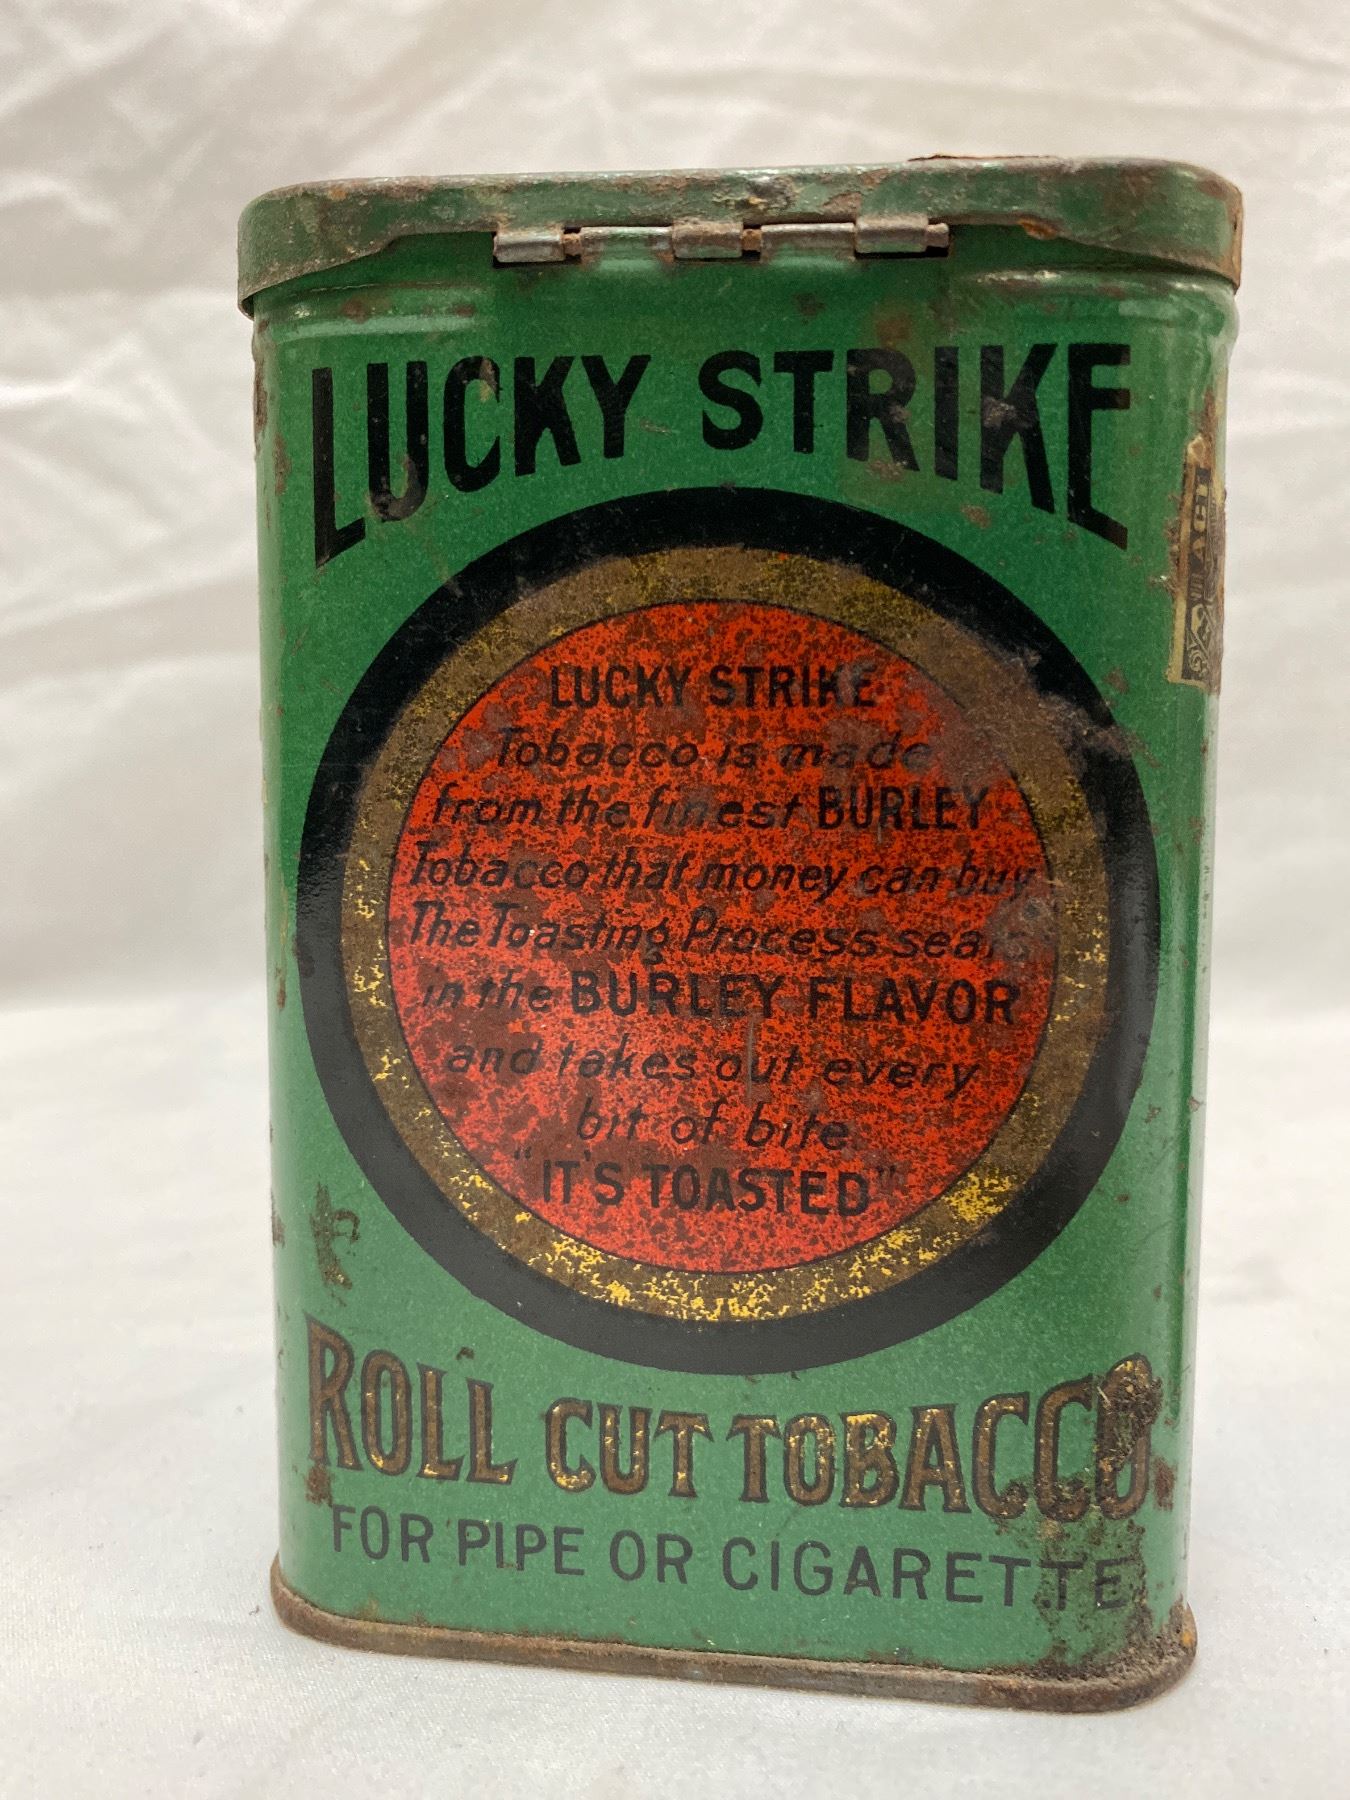 LUCKY STRIKE
LUCKY STRIKE
Tobacco is made
from the finest BURLEY
Tobacco that money can buy
The Toasting Process seals
in the BURLEY FLAVOR
and takes out every
bit of bite
"IT'S TOASTED"
ROLL CUT TOBACCO
FOR PIPE OR CIGARETTE